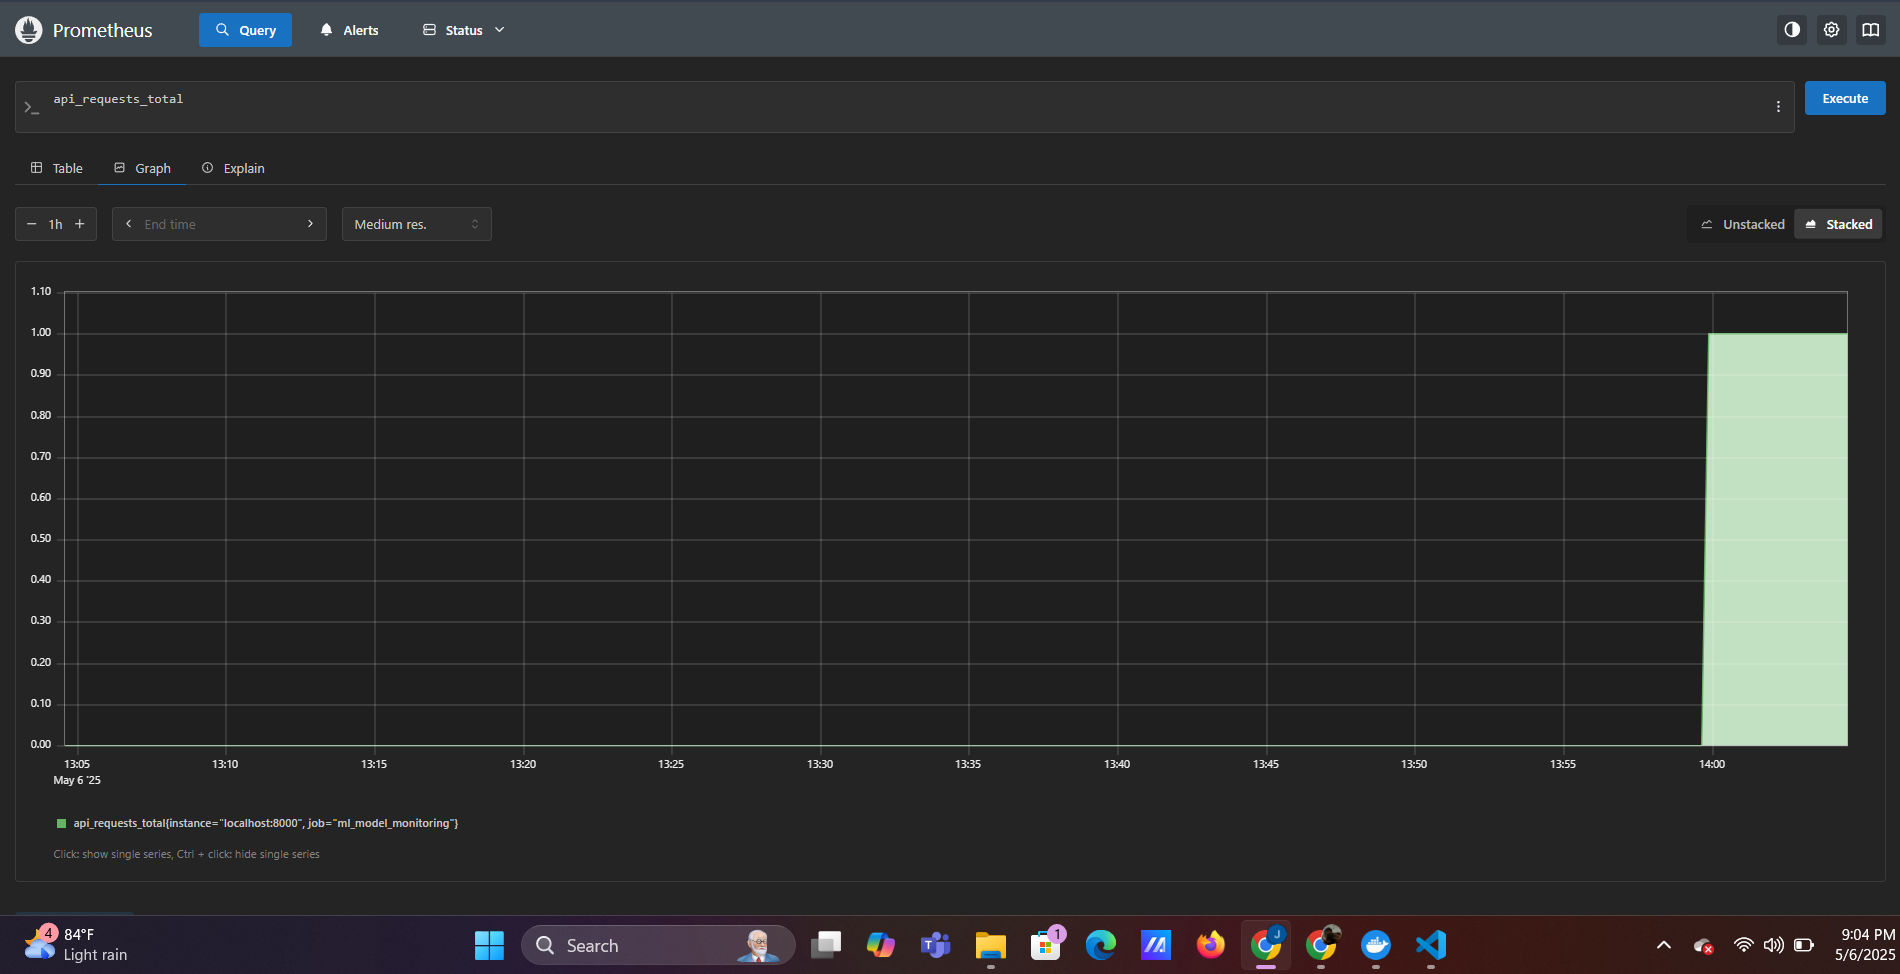 Prometheus
Query
Alerts
Status
>_ api_requests_total
Execute
Table
Graph
Explain
− 1h +
End time
Medium res.
Unstacked
Stacked
1.10
1.00
0.90
0.80
0.70
0.60
0.50
0.40
0.30
0.20
0.10
0.00
13:05 13:10 13:15 13:20 13:25 13:30 13:35 13:40 13:45 13:50 13:55 14:00
May 6 '25
api_requests_total{instance="localhost:8000", job="ml_model_monitoring"}
Click: show single series, Ctrl + click: hide single series
4
84°F
Light rain
Search
T
1
J
9:04 PM
5/6/2025